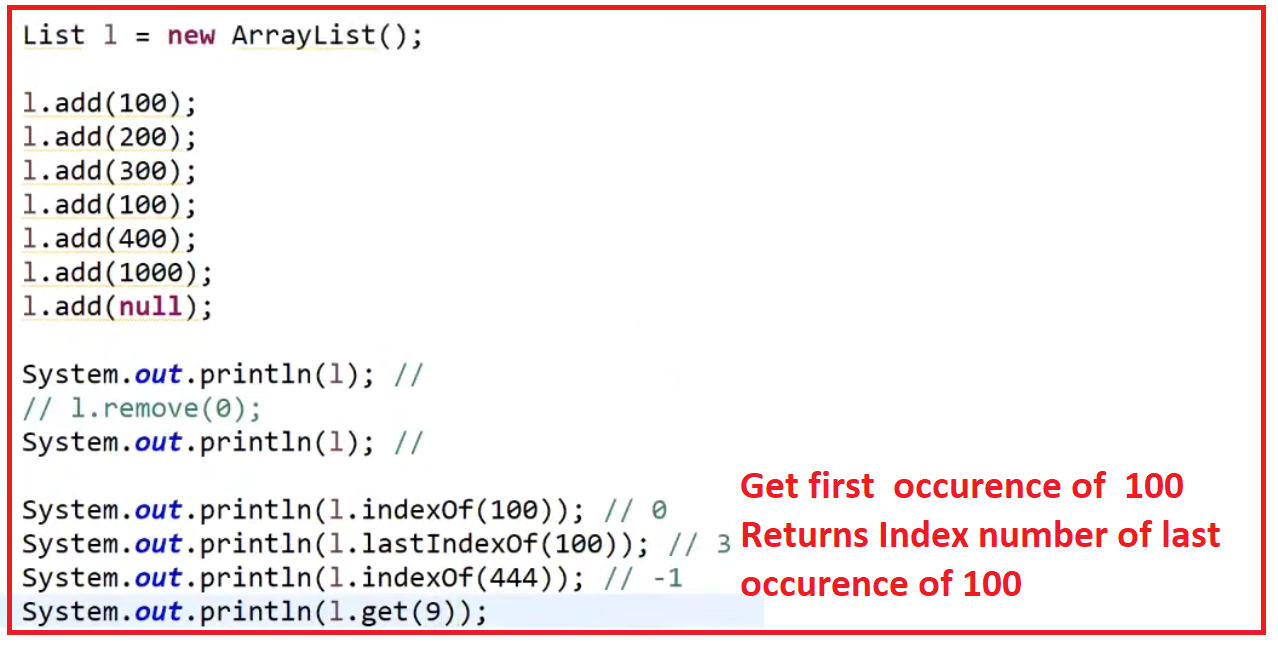 List l = new ArrayList();
l.add(100);
l.add(200);
l.add(300);
l.add(100);
l.add(400);
l.add(1000);
l.add(null);
System.out.println(l); //
// l.remove(0);
System.out.println(l); //
System.out.println(l.indexOf(100)); // 0
System.out.println(l.lastIndexOf(100)); // 3
System.out.println(l.indexOf(444)); // -1
System.out.println(l.get(9));
Get first  occurence of  100
Returns Index number of last
occurence of 100